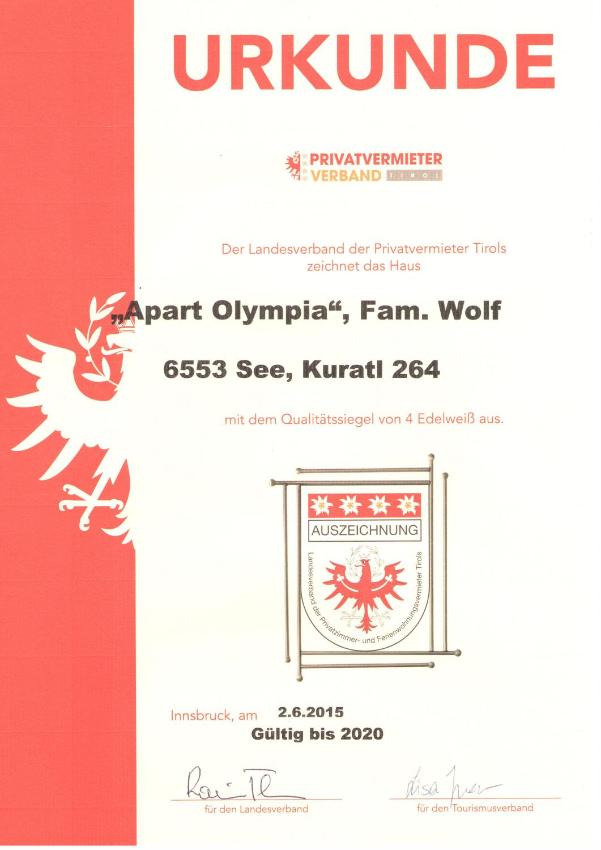 URKUNDE
PRIVATVERMIETER
VERBAND TIROL
Der Landesverband der Privatvermieter Tirols
zeichnet das Haus
„Apart Olympia“, Fam. Wolf
6553 See, Kuratl 264
mit dem Qualitätssiegel von 4 Edelweiß aus.
AUSZEICHNUNG
Landesverband der Privatzimmer- und Ferienwohnungsvermieter Tirols
Innsbruck, am 2.6.2015
Gültig bis 2020
für den Landesverband
für den Tourismusverband